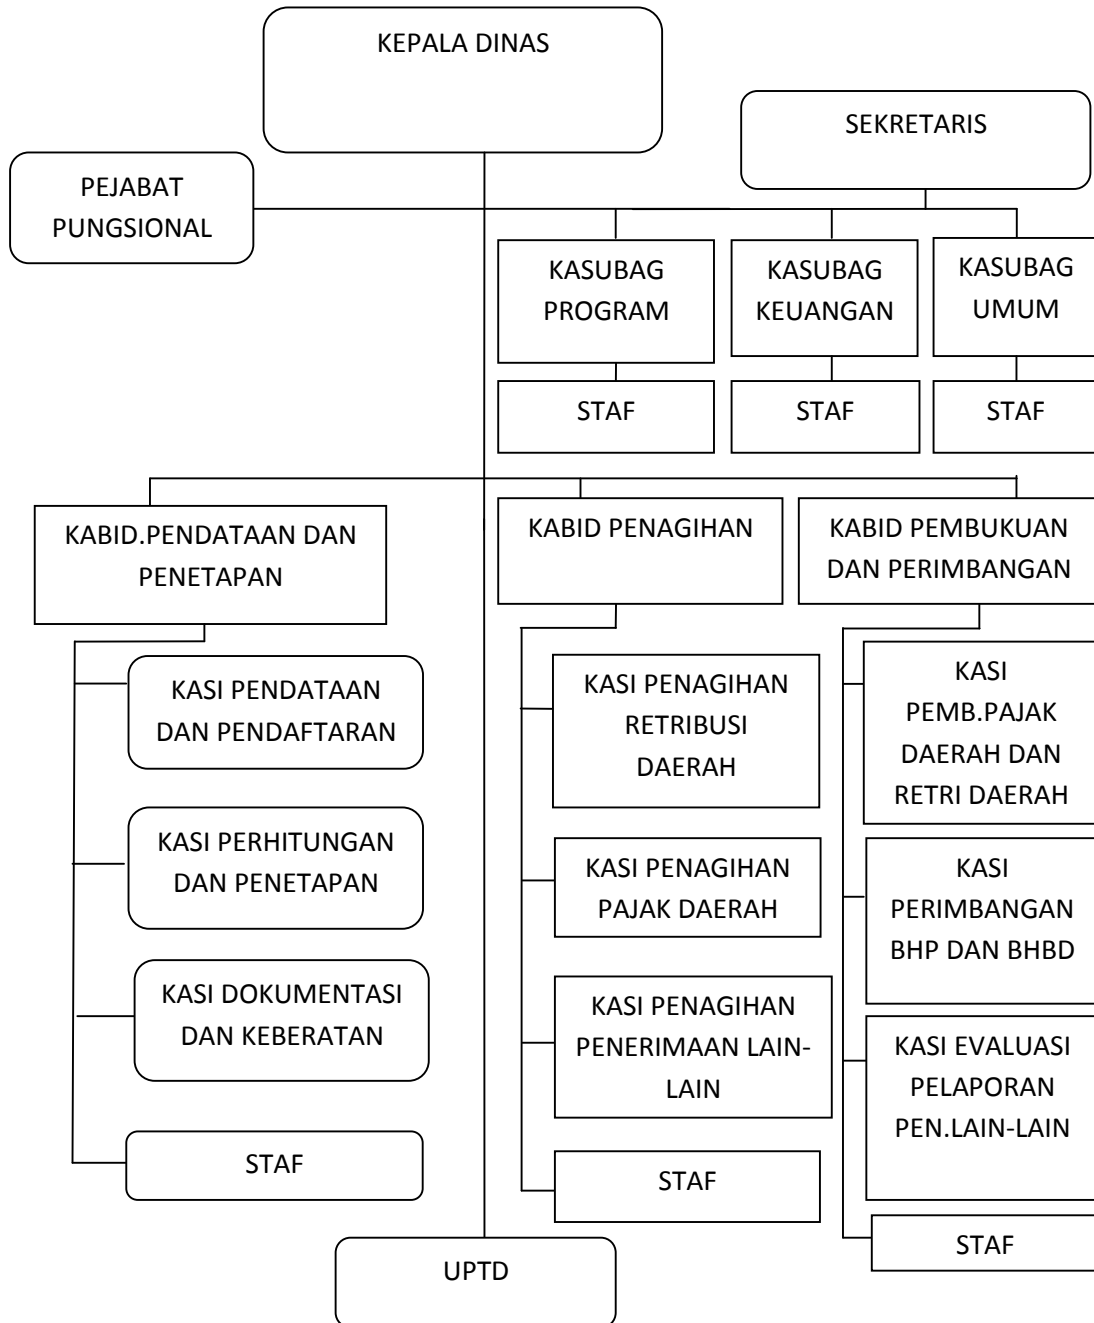 KEPALA DINAS
SEKRETARIS
PEJABAT
PUNGSIONAL
KASUBAG
PROGRAM
KASUBAG
KEUANGAN
KASUBAG
UMUM
STAF
STAF
STAF
KABID.PENDATAAN DAN
PENETAPAN
KABID PENAGIHAN
KABID PEMBUKUAN
DAN PERIMBANGAN
KASI PENDATAAN
DAN PENDAFTARAN
KASI PERHITUNGAN
DAN PENETAPAN
KASI DOKUMENTASI
DAN KEBERATAN
STAF
KASI PENAGIHAN
RETRIBUSI
DAERAH
KASI PENAGIHAN
PAJAK DAERAH
KASI PENAGIHAN
PENERIMAAN LAIN-
LAIN
STAF
KASI
PEMB.PAJAK
DAERAH DAN
RETRI DAERAH
KASI
PERIMBANGAN
BHP DAN BHBD
KASI EVALUASI
PELAPORAN
PEN.LAIN-LAIN
STAF
UPTD